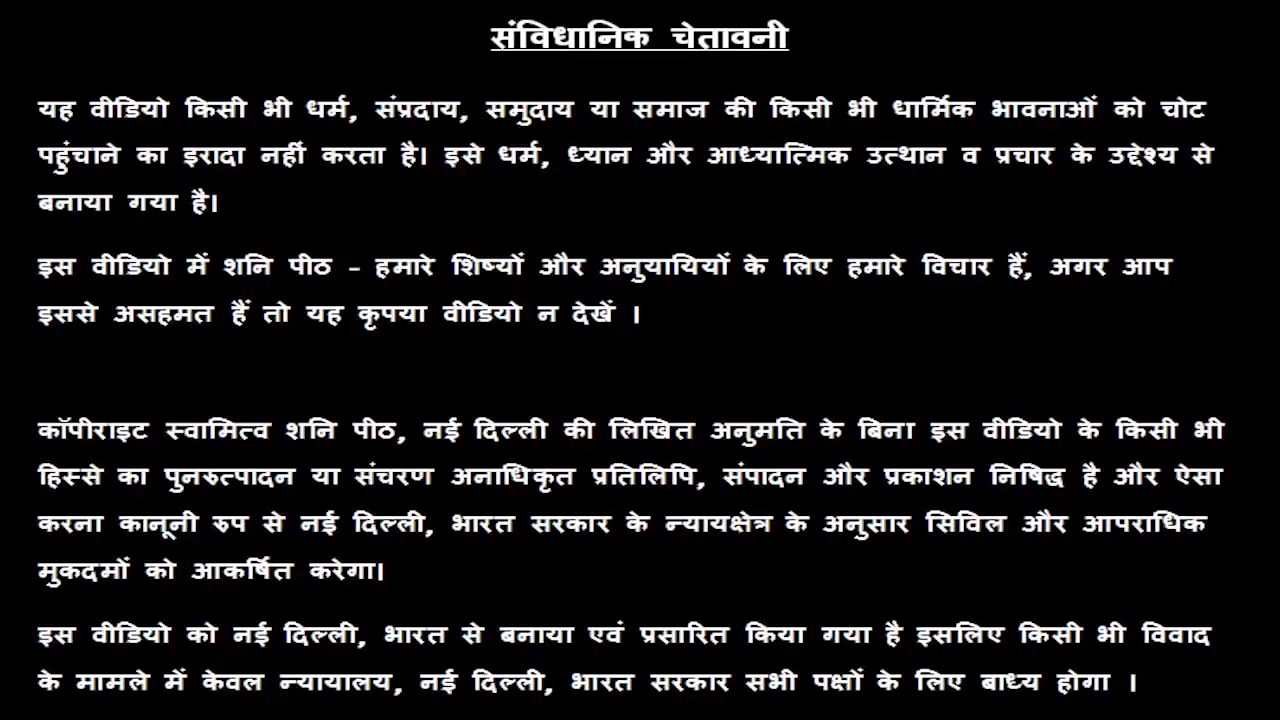 संविधानिक चेतावनी
यह वीडियो किसी भी धर्म, संप्रदाय, समुदाय या समाज की किसी भी धार्मिक भावनाओं को चोट
पहुंचाने का इरादा नहीं करता है। इसे धर्म, ध्यान और आध्यात्मिक उत्थान व प्रचार के उद्देश्य से
बनाया गया है।
इस वीडियो में शनि पीठ – हमारे शिष्यों और अनुयायियों के लिए हमारे विचार हैं, अगर आप
इससे असहमत हैं तो यह कृपया वीडियो न देखें ।
कॉपीराइट स्वामित्व शनि पीठ, नई दिल्ली की लिखित अनुमति के बिना इस वीडियो के किसी भी
हिस्से का पुनरुत्पादन या संचरण अनाधिकृत प्रतिलिपि, संपादन और प्रकाशन निषिद्ध है और ऐसा
करना कानूनी रुप से नई दिल्ली, भारत सरकार के न्यायक्षेत्र के अनुसार सिविल और आपराधिक
मुकदमों को आकर्षित करेगा।
इस वीडियो को नई दिल्ली, भारत से बनाया एवं प्रसारित किया गया है इसलिए किसी भी विवाद
के मामले में केवल न्यायालय, नई दिल्ली, भारत सरकार सभी पक्षों के लिए बाध्य होगा ।